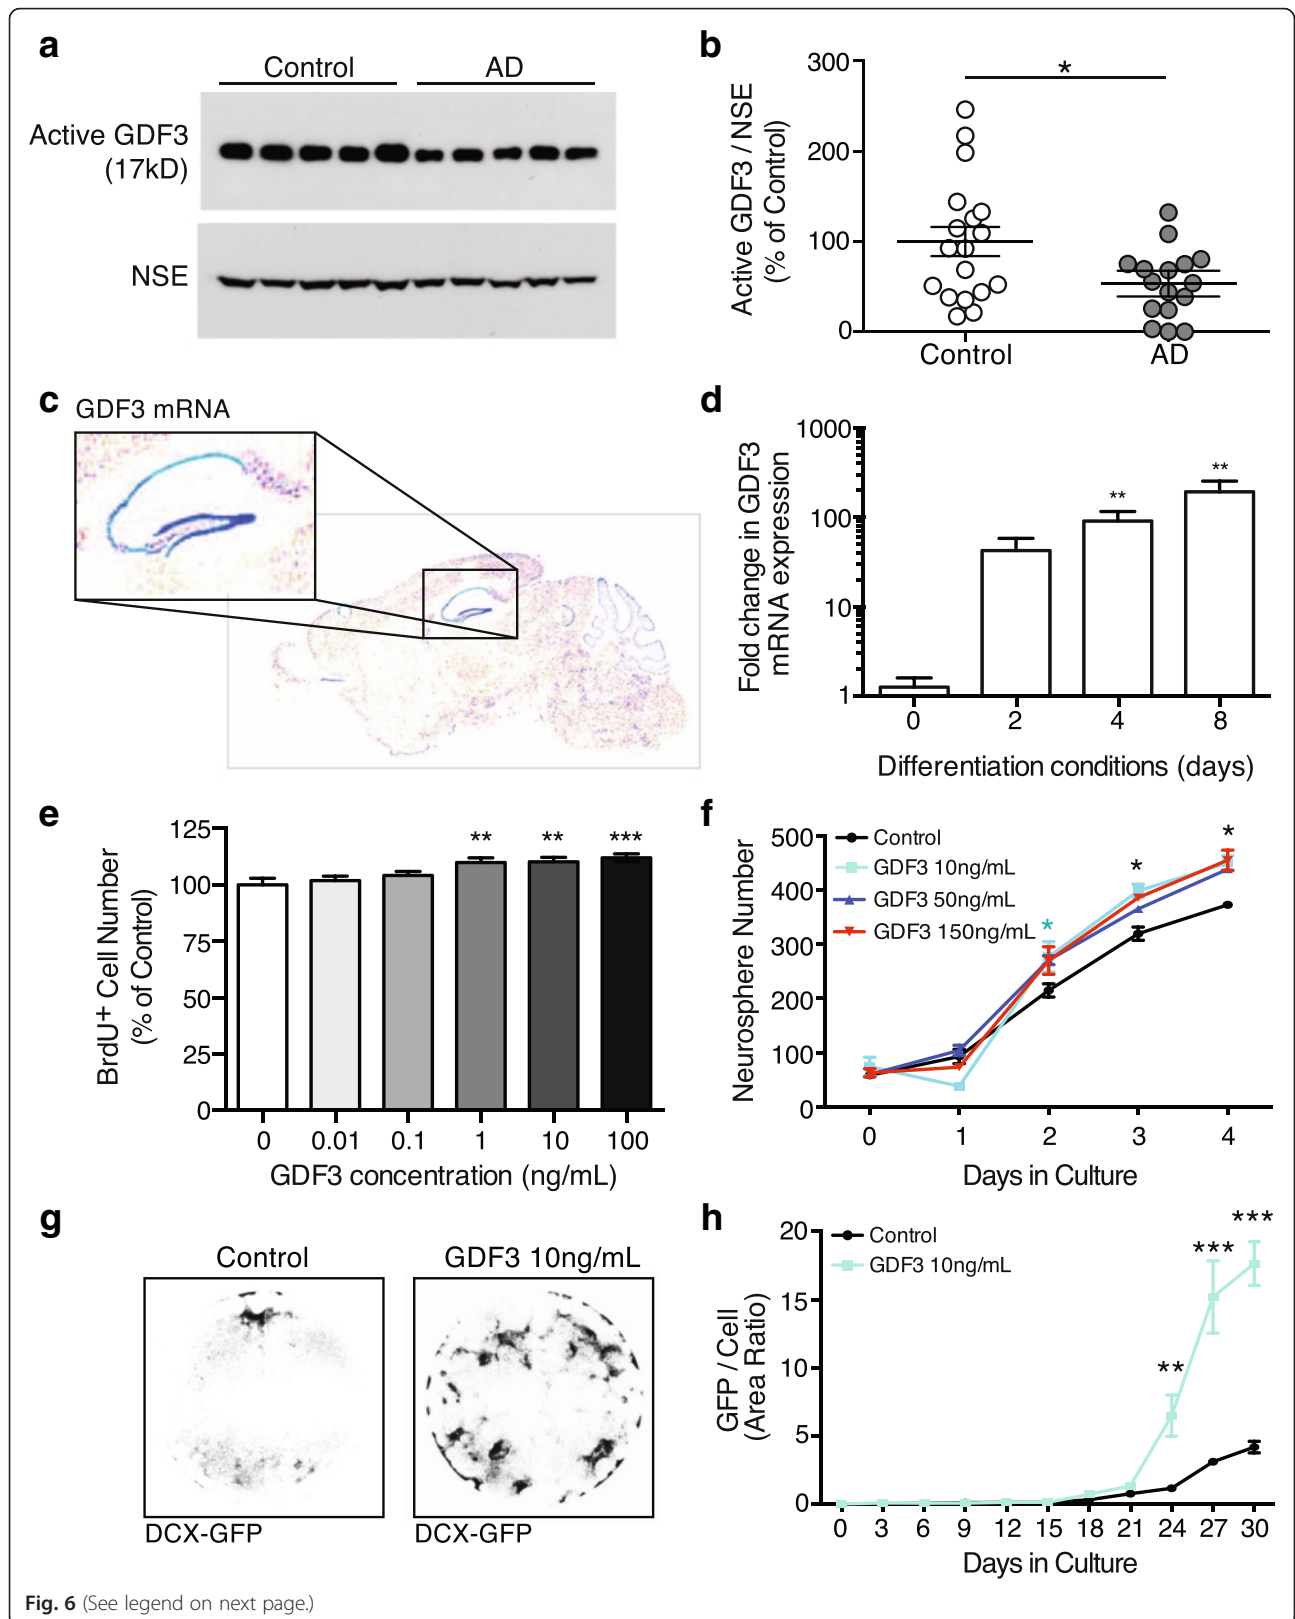 a
Control AD
Active GDF3
(17kD)
NSE
b
*
Active GDF3 / NSE
(% of Control)
300
200
100
0
Control AD
c
GDF3 mRNA
d
Fold change in GDF3
mRNA expression
1000
100
10
1
** **
0 2 4 8
Differentiation conditions (days)
e
BrdU+ Cell Number
(% of Control)
125
100
75
50
25
0
** ** ***
0 0.01 0.1 1 10 100
GDF3 concentration (ng/mL)
f
Neurosphere Number
500
400
300
200
100
0
Control
GDF3 10ng/mL
GDF3 50ng/mL
GDF3 150ng/mL
* * *
0 1 2 3 4
Days in Culture
g
Control GDF3 10ng/mL
DCX-GFP DCX-GFP
h
GFP / Cell
(Area Ratio)
20
15
10
5
0
Control
GDF3 10ng/mL
** *** ***
0 3 6 9 12 15 18 21 24 27 30
Days in Culture
Fig. 6 (See legend on next page.)